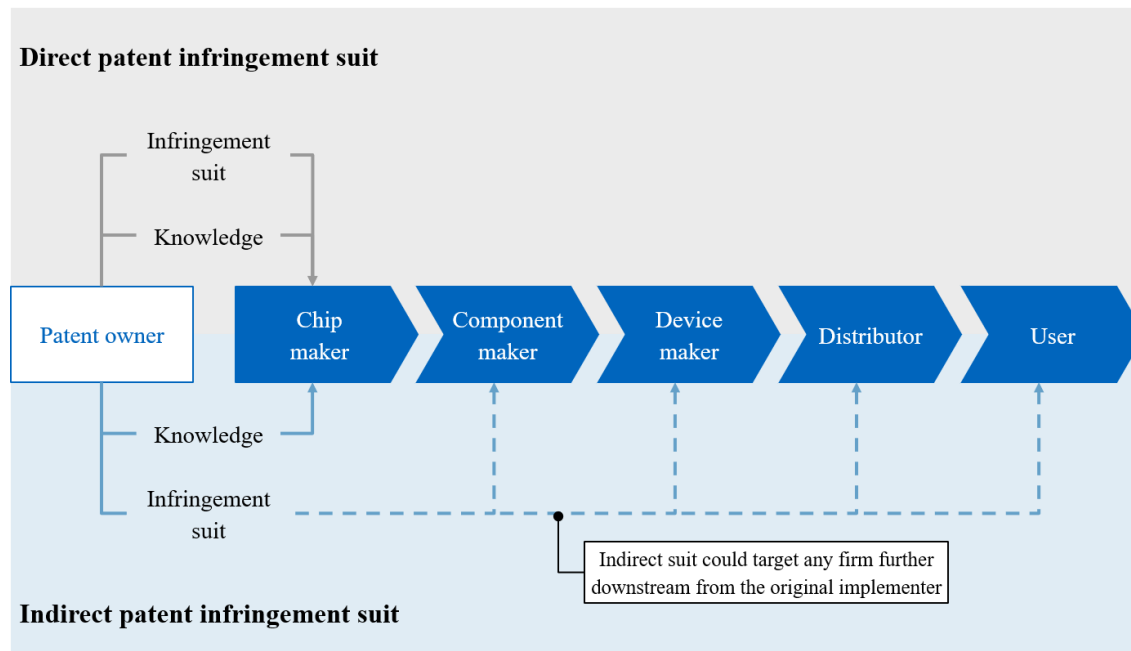 Direct patent infringement suit
Infringement
suit
Knowledge
Patent owner
Chip
maker
Component
maker
Device
maker
Distributor
User
Knowledge
Infringement
suit
Indirect suit could target any firm further
downstream from the original implementer
Indirect patent infringement suit